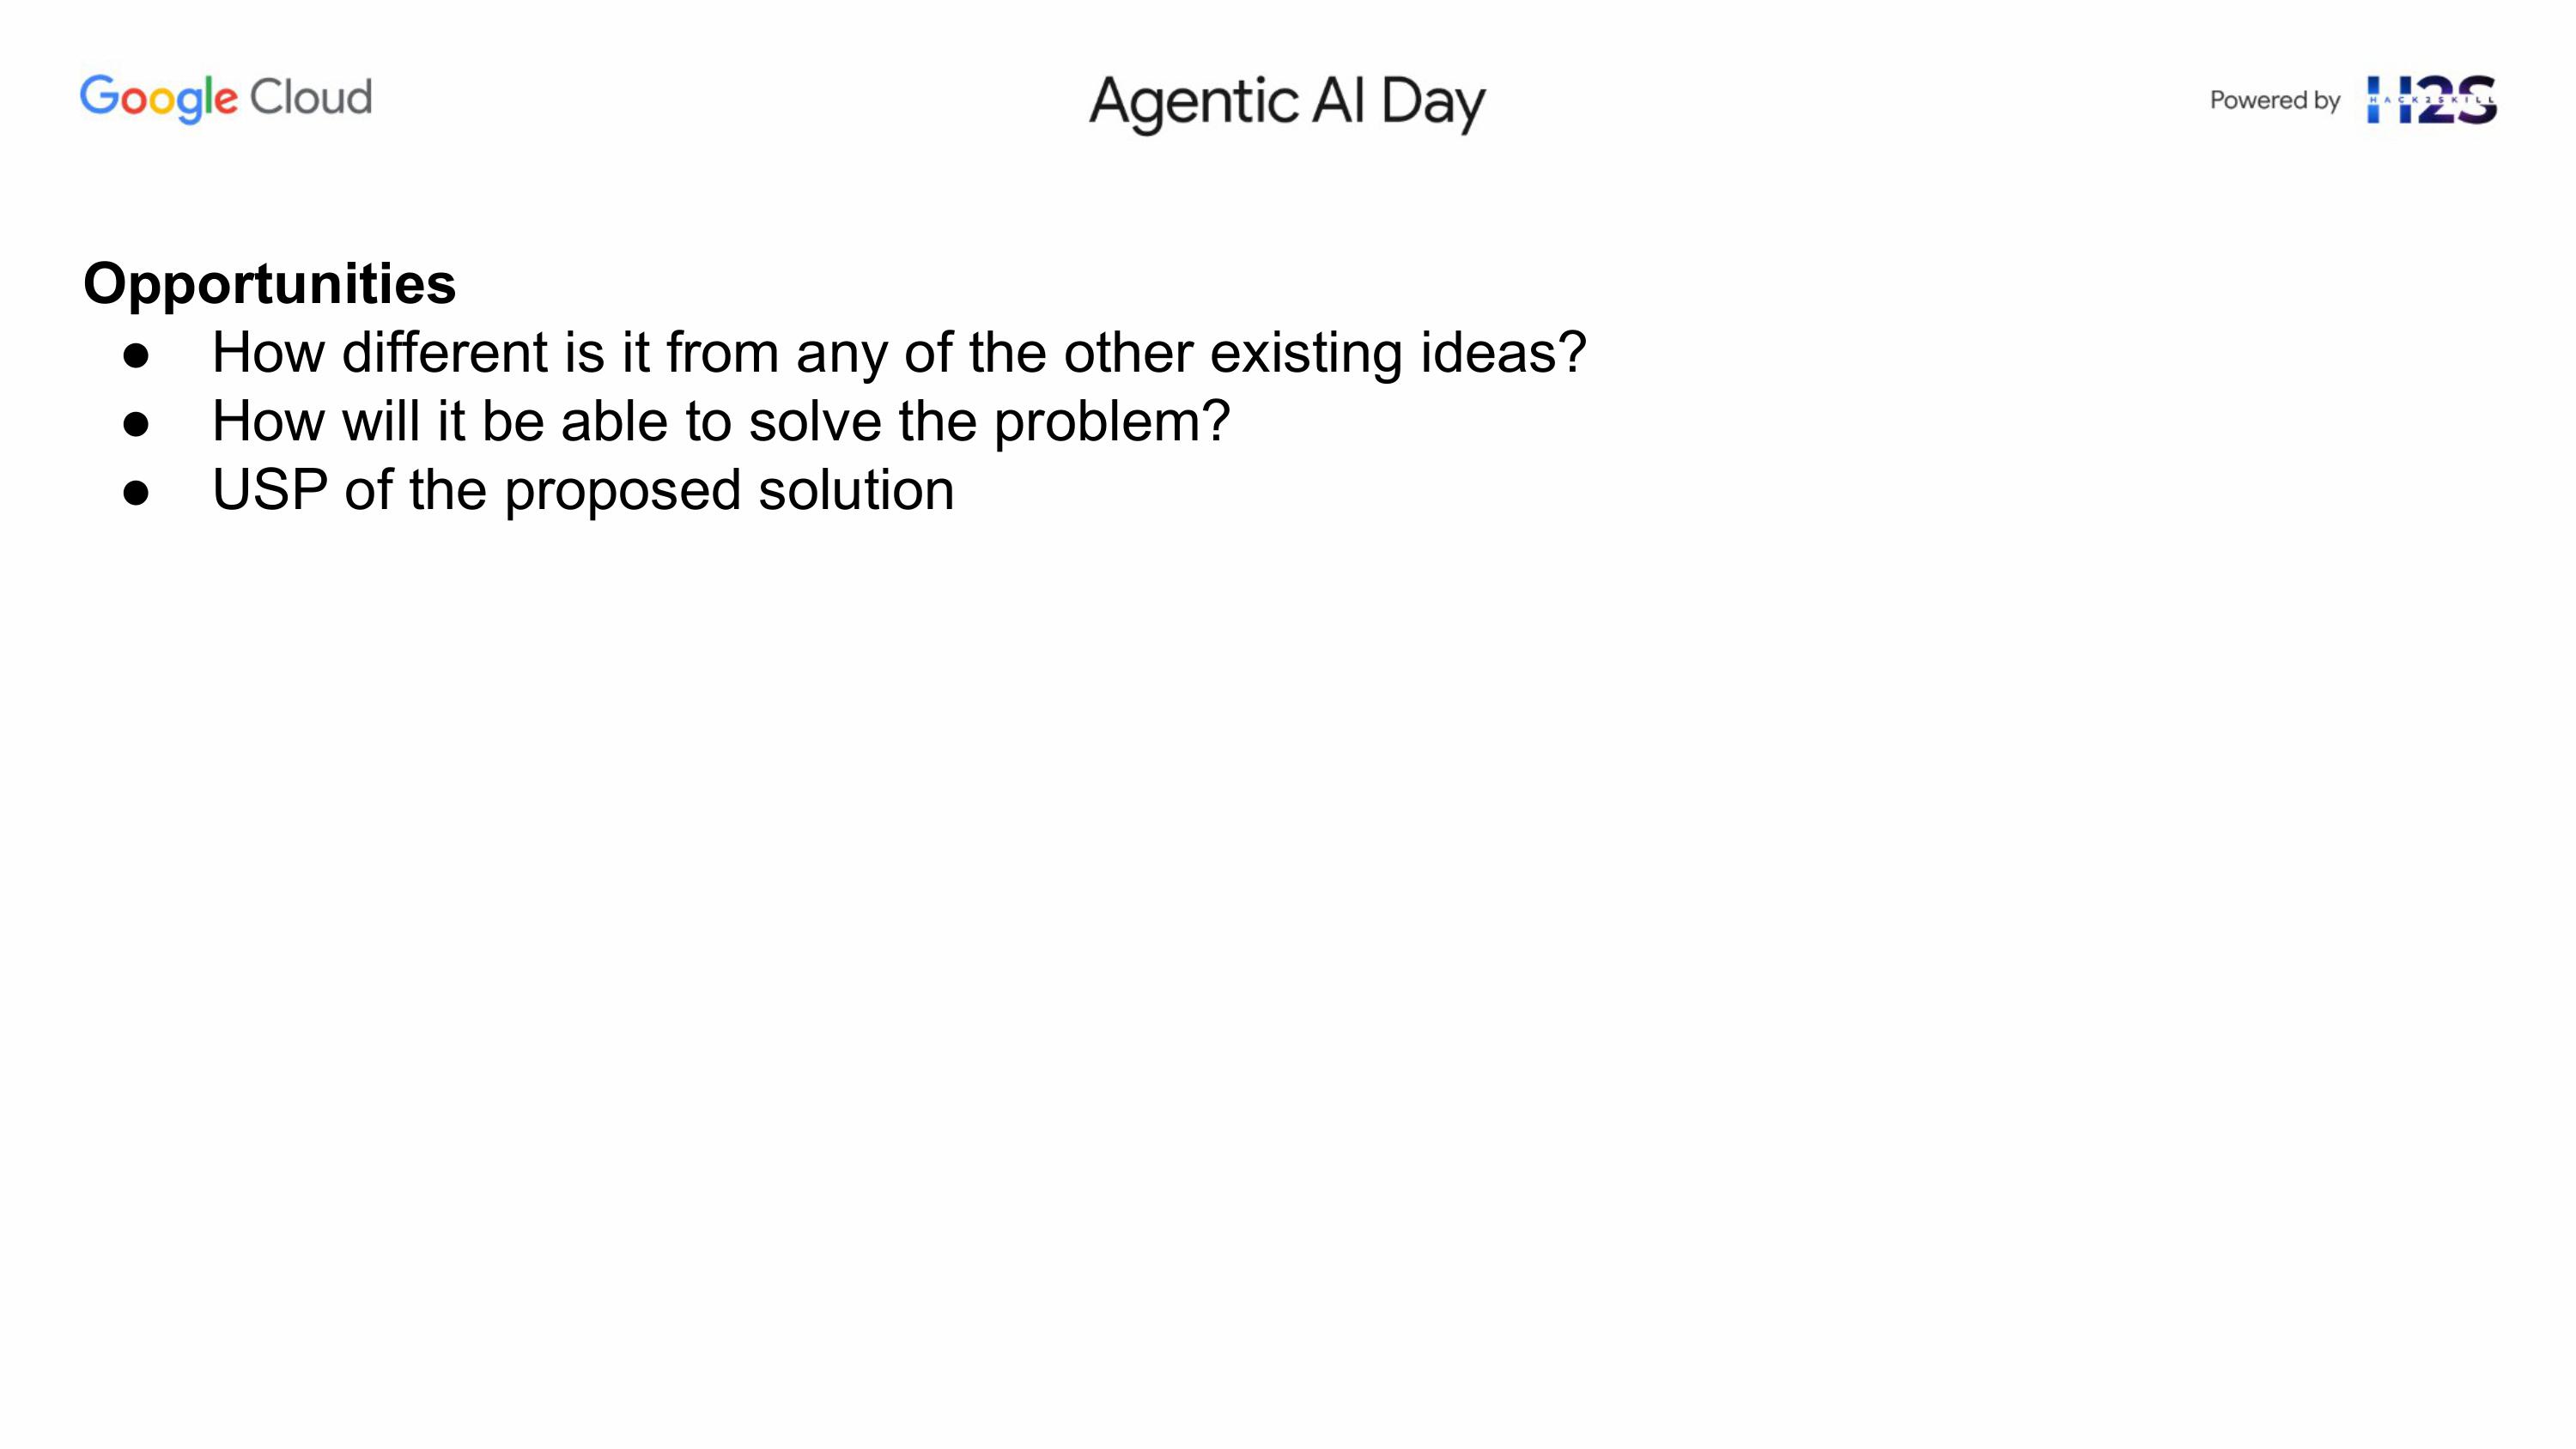 Google Cloud
Agentic AI Day
Powered by H2S
HACK2SKILL
Opportunities
● How different is it from any of the other existing ideas?
● How will it be able to solve the problem?
● USP of the proposed solution